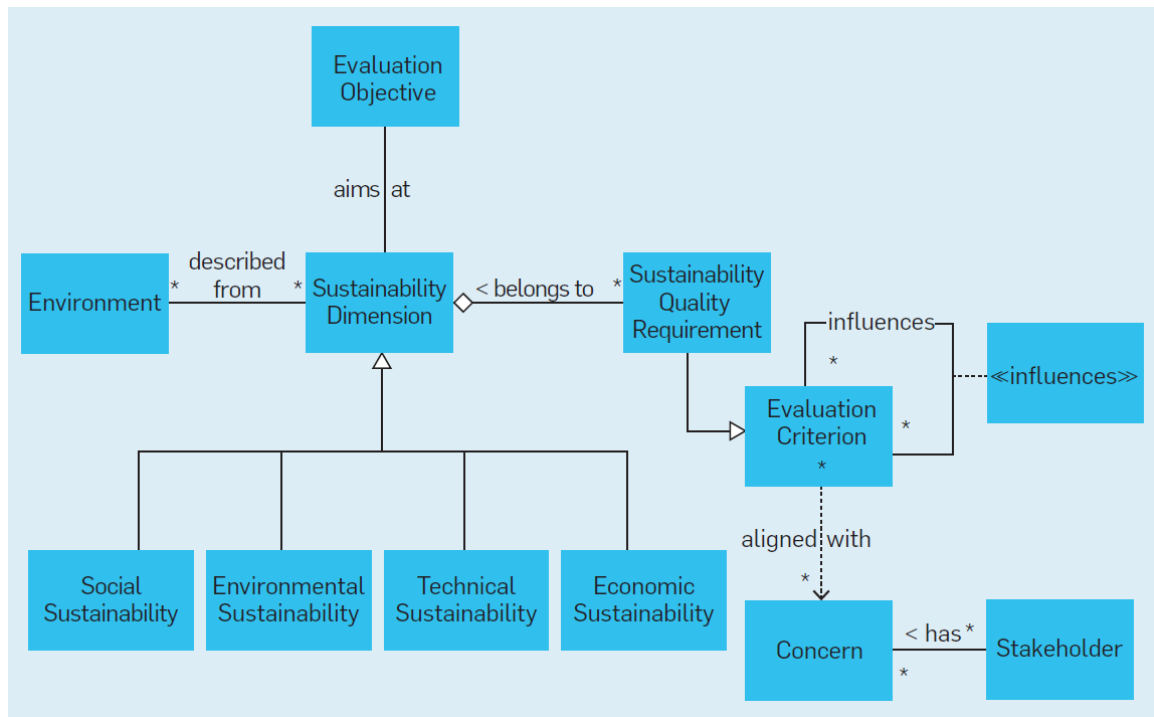 Evaluation
Objective
aims at
Environment
*
described
from
*
Sustainability
Dimension
< belongs to
*
Sustainability
Quality
Requirement
influences
*
Evaluation
Criterion
*
*
≪influences≫
Social
Sustainability
Environmental
Sustainability
Technical
Sustainability
Economic
Sustainability
aligned with
*
Concern
< has
*
*
Stakeholder